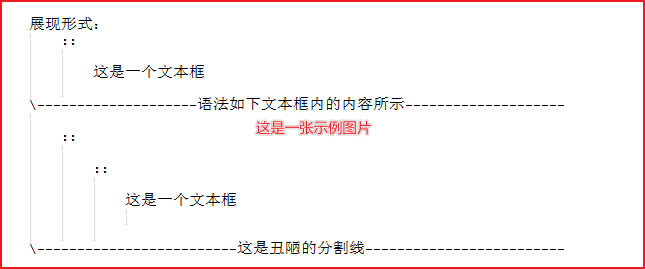 展现形式:
::
这是一个文本框
\--------------------语法如下文本框内的内容所示--------------------
这是一张示例图片
::
::
这是一个文本框
\-------------------------这是丑陋的分割线-------------------------